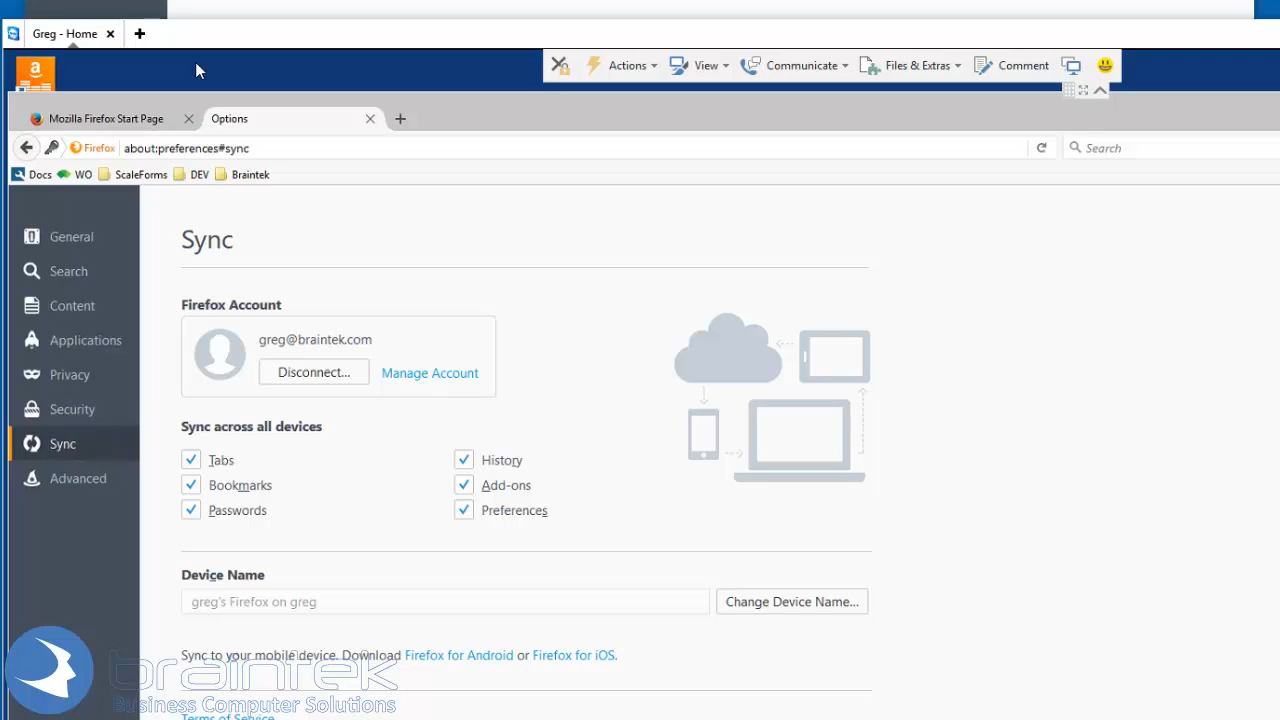 Greg - Home
Actions View Communicate Files & Extras Comment
Mozilla Firefox Start Page
Options
Firefox about:preferences#sync
Search
Docs WO ScaleForms DEV Braintek
General
Search
Content
Applications
Privacy
Security
Sync
Advanced
Sync
Firefox Account
greg@braintek.com
Disconnect...
Manage Account
Sync across all devices
Tabs
History
Bookmarks
Add-ons
Passwords
Preferences
Device Name
greg's Firefox on greg
Change Device Name...
Sync to your mobile device. Download Firefox for Android or Firefox for iOS.
braintek
Business Computer Solutions
Terms of Service